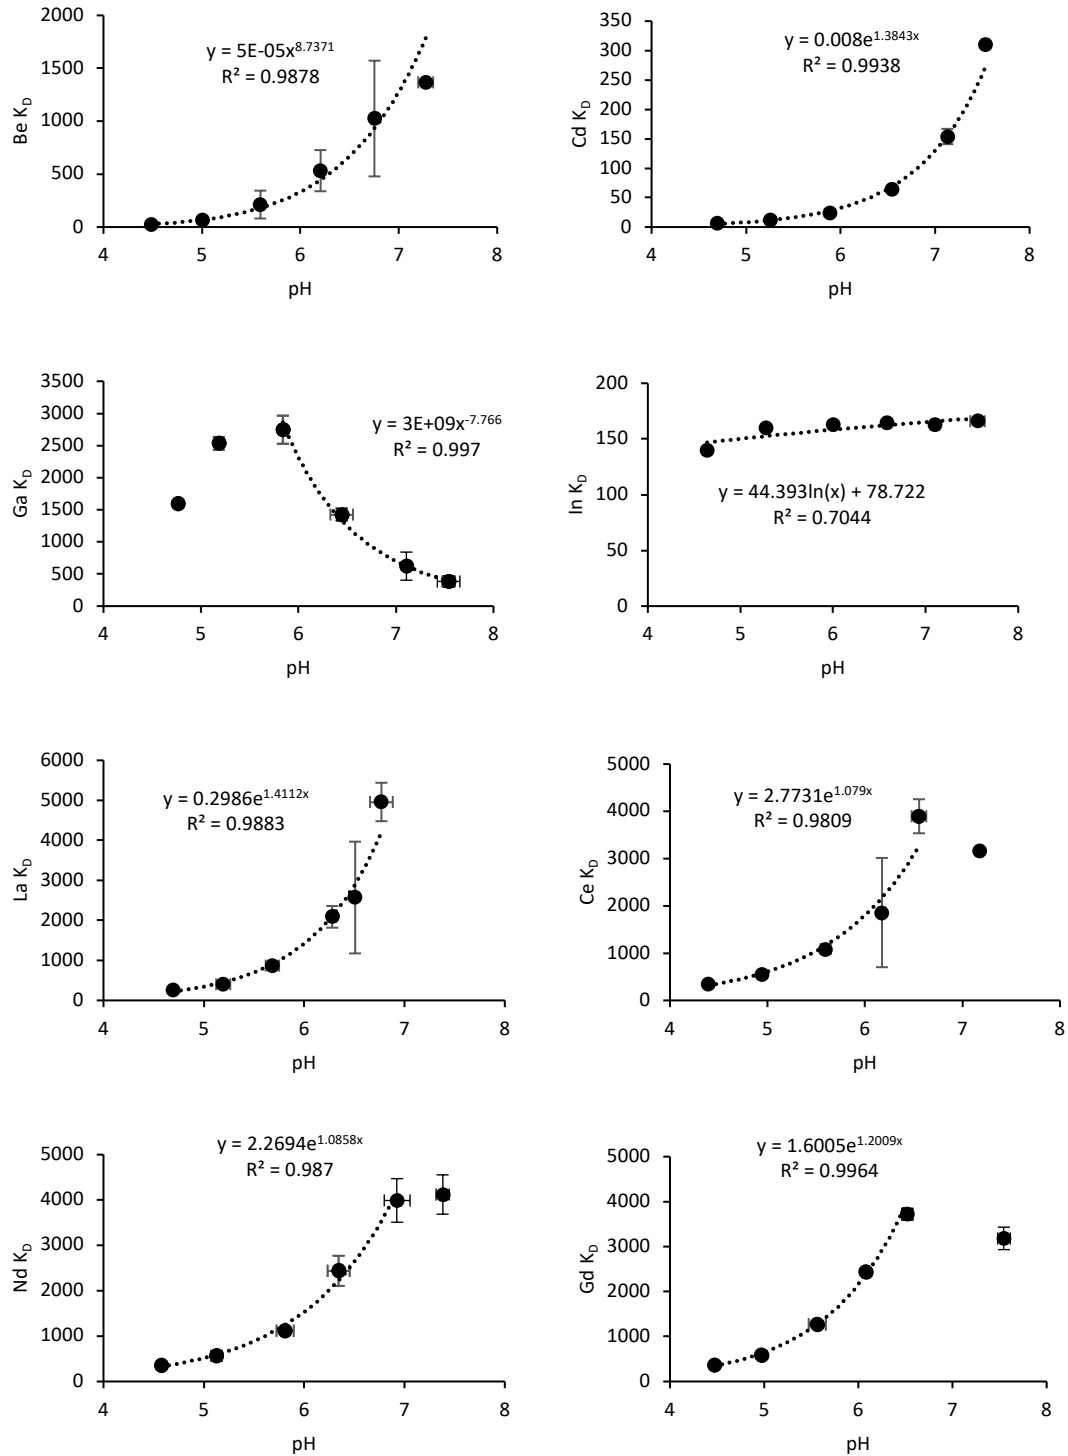 2000
1500
1000
500
0
4 5 6 7 8
Be K_D
pH
y = 5E-05x^8.7371
R² = 0.9878
350
300
250
200
150
100
50
0
4 5 6 7 8
Cd K_D
pH
y = 0.008e^1.3843x
R² = 0.9938
3500
3000
2500
2000
1500
1000
500
0
4 5 6 7 8
Ga K_D
pH
y = 3E+09x^-7.766
R² = 0.997
200
150
100
50
0
4 5 6 7 8
In K_D
pH
y = 44.393ln(x) + 78.722
R² = 0.7044
6000
5000
4000
3000
2000
1000
0
4 5 6 7 8
La K_D
pH
y = 0.2986e^1.4112x
R² = 0.9883
5000
4000
3000
2000
1000
0
4 5 6 7 8
Ce K_D
pH
y = 2.7731e^1.079x
R² = 0.9809
5000
4000
3000
2000
1000
0
4 5 6 7 8
Nd K_D
pH
y = 2.2694e^1.0858x
R² = 0.987
5000
4000
3000
2000
1000
0
4 5 6 7 8
Gd K_D
pH
y = 1.6005e^1.2009x
R² = 0.9964